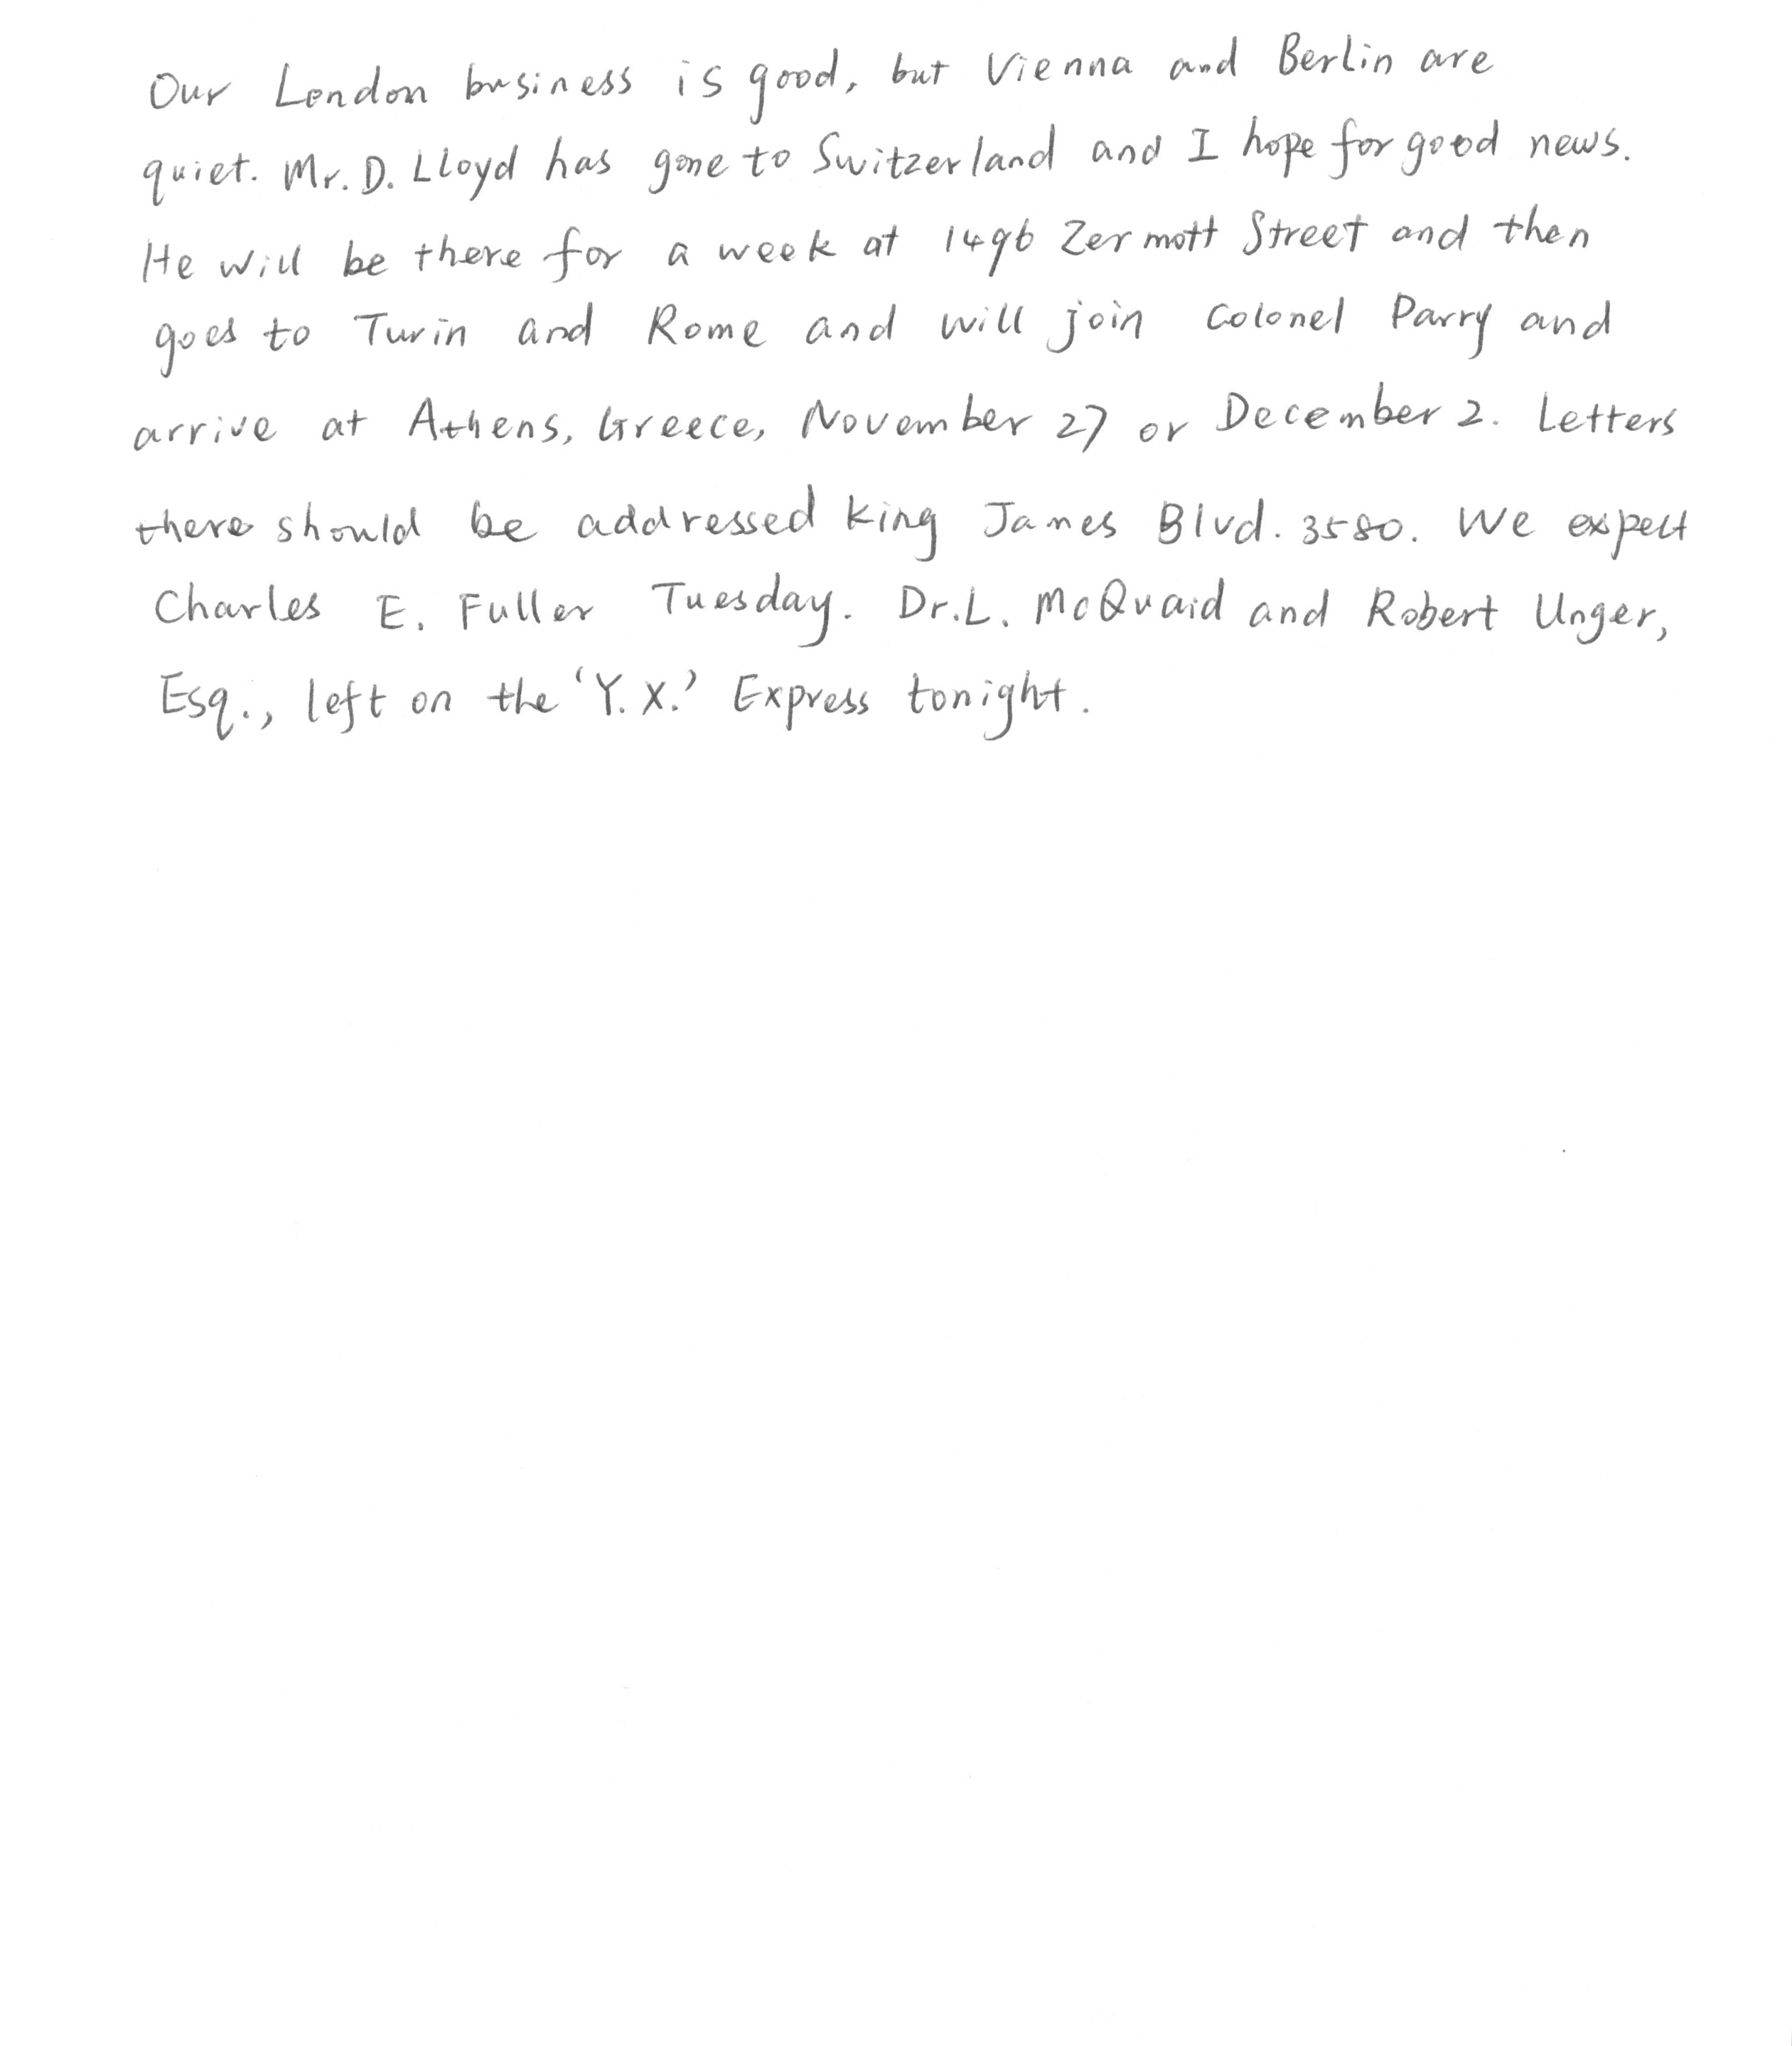 Our London business is good, but Vienna and Berlin are
quiet. Mr. D. Lloyd has gone to Switzerland and I hope for good news.
He will be there for a week at 1496 Zermott Street and then
goes to Turin and Rome and will join Colonel Parry and
arrive at Athens, Greece, November 27 or December 2. Letters
there should be addressed King James Blvd. 3580. We expect
Charles E. Fuller Tuesday. Dr. L. McQuaid and Robert Unger,
Esq., left on the 'Y.X.' Express tonight.